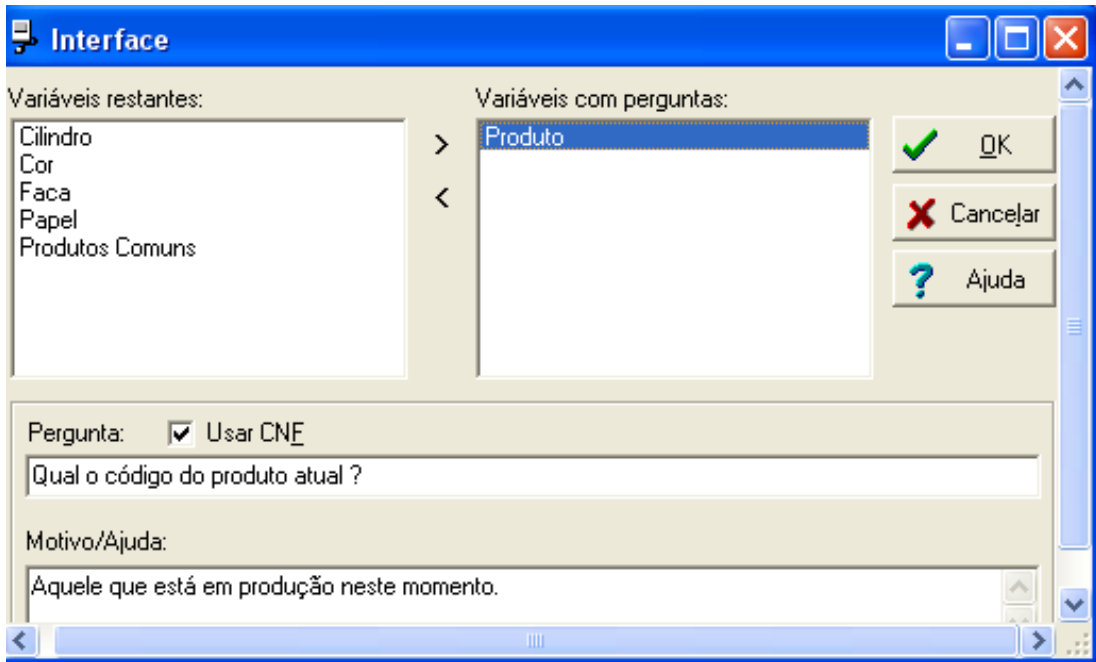 Interface
Variáveis restantes:
Variáveis com perguntas:
Cilindro
Cor
Faca
Papel
Produtos Comuns
>
<
Produto
OK
Cancelar
? Ajuda
Pergunta:
Usar CNF
Qual o código do produto atual ?
Motivo/Ajuda:
Aquele que está em produção neste momento.